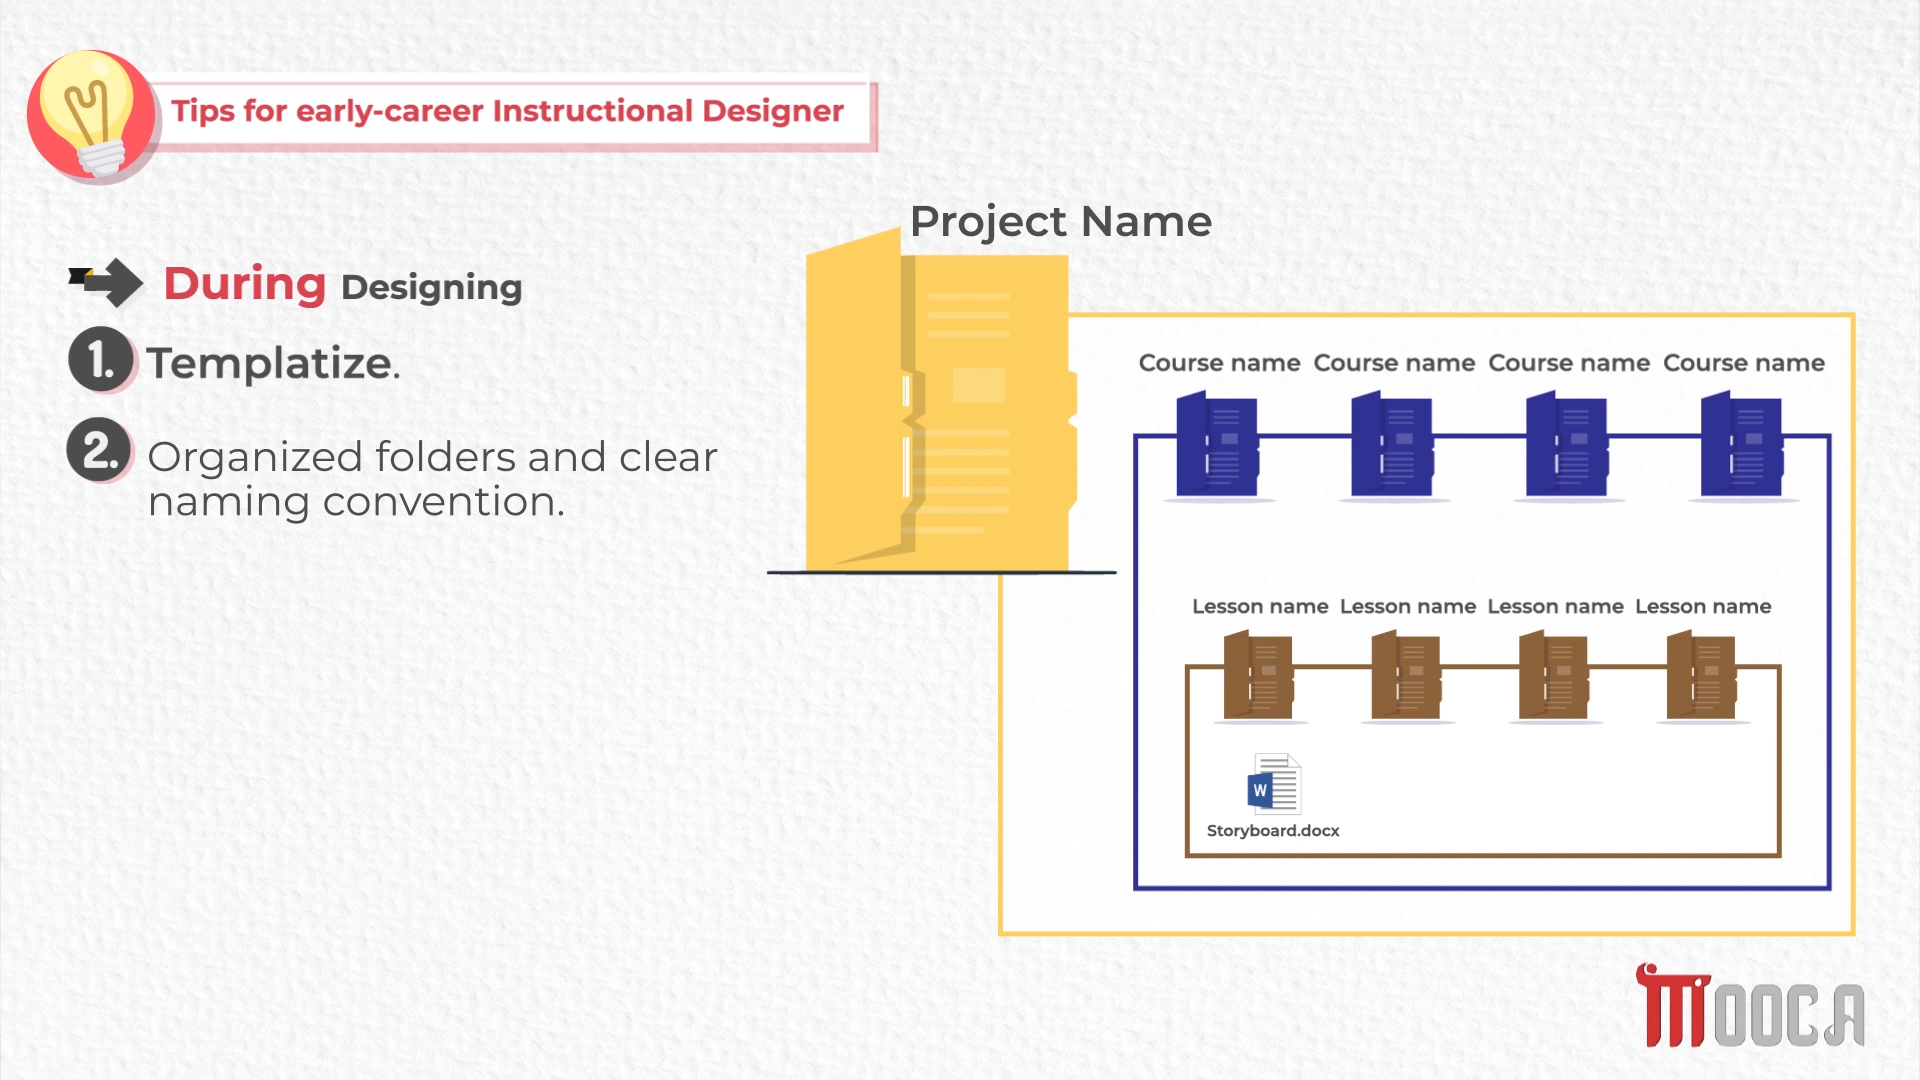 Tips for early-career Instructional Designer
During Designing
1. Templatize.
2. Organized folders and clear
naming convention.
Project Name
Course name Course name Course name Course name
Lesson name Lesson name Lesson name Lesson name
W
Storyboard.docx
MOOCA